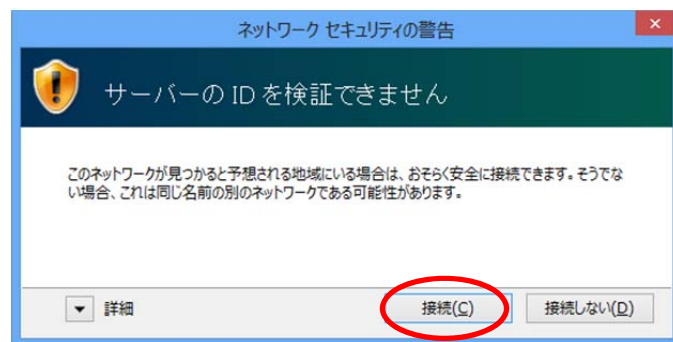 ネットワーク セキュリティの警告
サーバーの ID を検証できません
このネットワークが見つかると予想される地域にいる場合は、おそらく安全に接続できます。そうでな
い場合、これは同じ名前の別のネットワークである可能性があります。
詳細 接続(C) 接続しない(D)